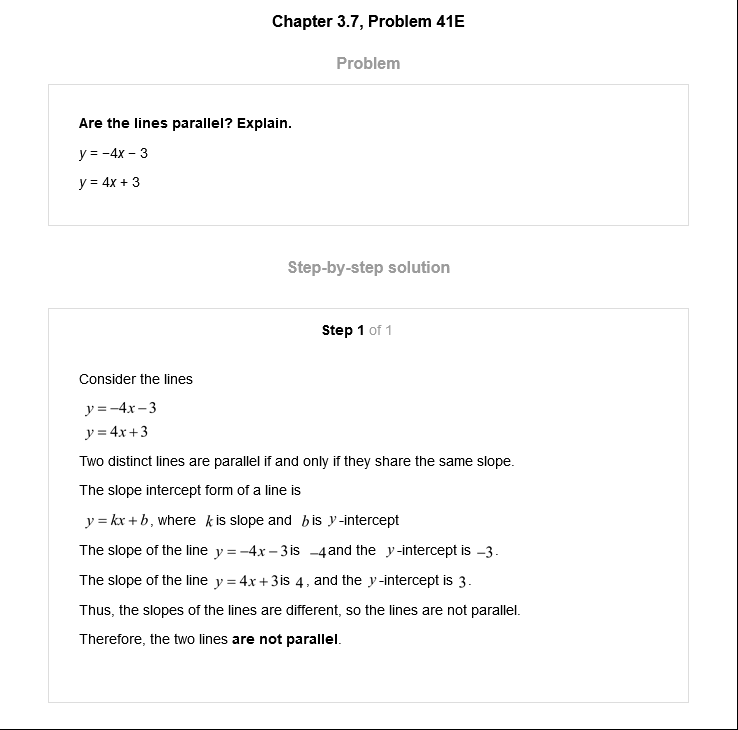 Chapter 3.7, Problem 41E
Problem
Are the lines parallel? Explain.
y = −4x − 3
y = 4x + 3
Step-by-step solution
Step 1 of 1
Consider the lines
y = −4x − 3
y = 4x + 3
Two distinct lines are parallel if and only if they share the same slope.
The slope intercept form of a line is
y = kx + b, where k is slope and b is y-intercept
The slope of the line y = −4x − 3 is −4 and the y-intercept is −3.
The slope of the line y = 4x + 3 is 4, and the y-intercept is 3.
Thus, the slopes of the lines are different, so the lines are not parallel.
Therefore, the two lines are not parallel.